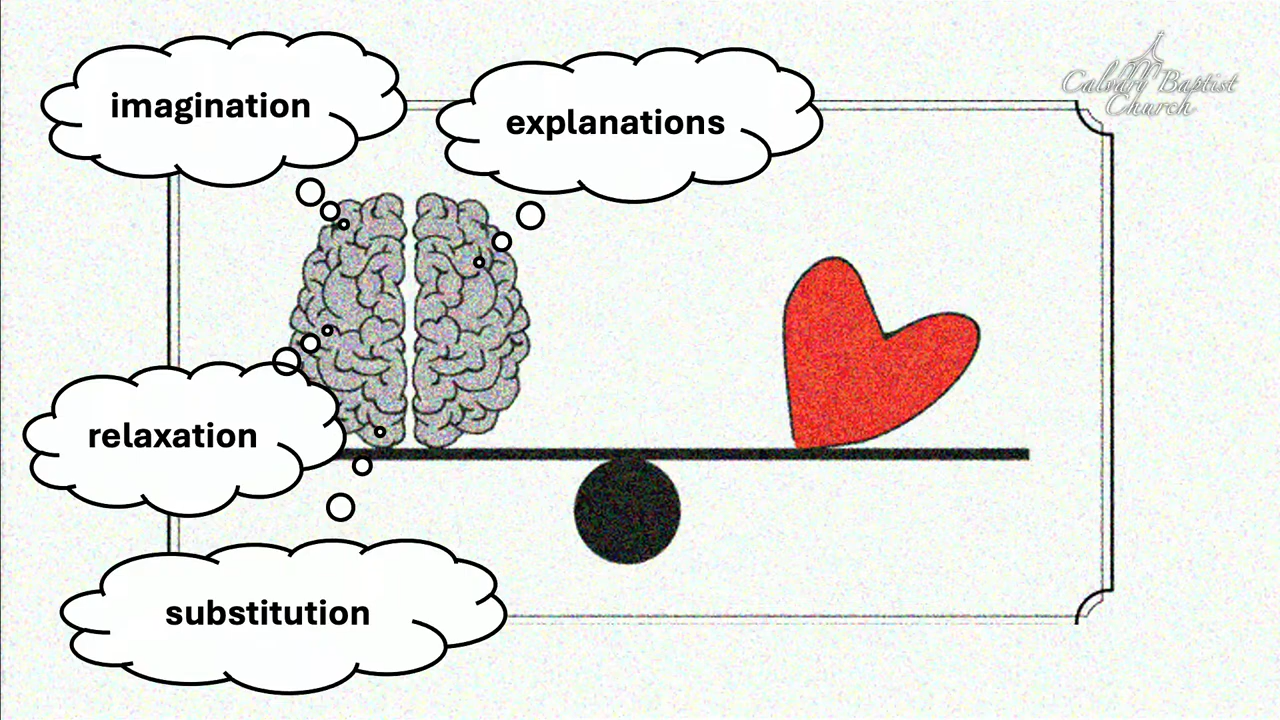 imagination
explanations
Calvary Baptist
Church
relaxation
substitution